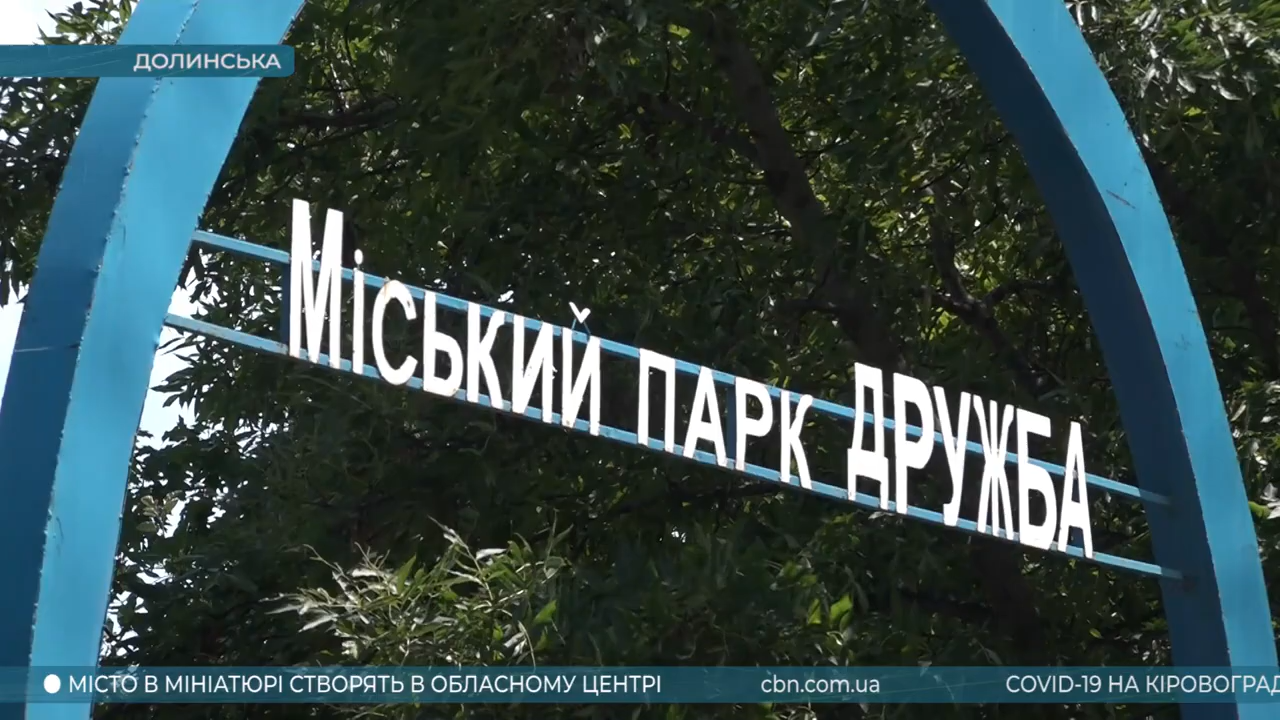 ДОЛИНСЬКА
Міський парк ДРУЖБА
МІСТО В МІНІАТЮРІ СТВОРЯТЬ В ОБЛАСНОМУ ЦЕНТРІ
cbn.com.ua
COVID-19 НА КІРОВОГРАД